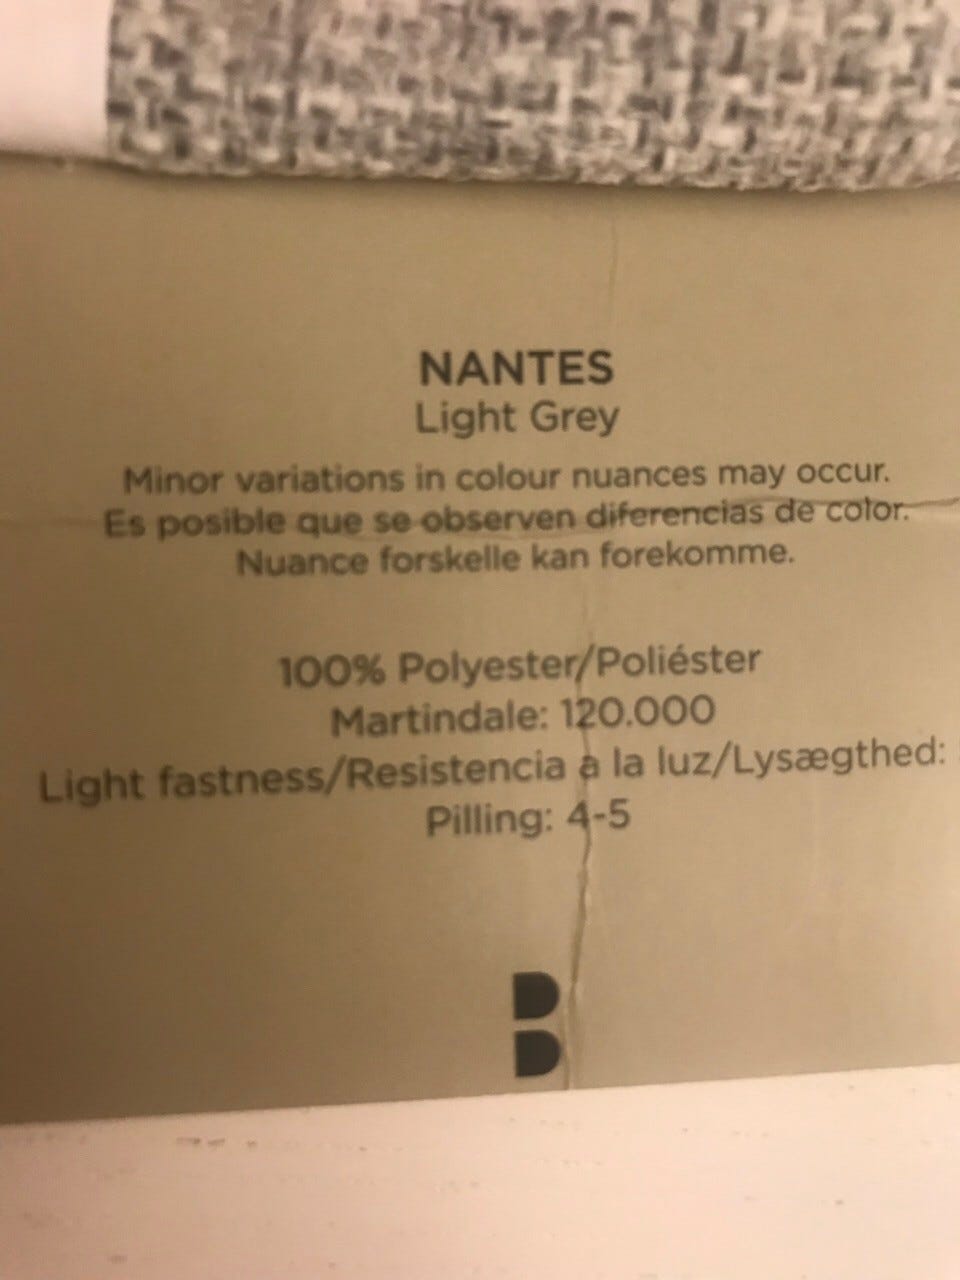 NANTES
Light Grey
Minor variations in colour nuances may occur.
Es posible que se observen diferencias de color.
Nuance forskelle kan forekomme.
100% Polyester/Poliéster
Martindale: 120.000
Light fastness/Resistencia a la luz/Lysægthed:
Pilling: 4-5